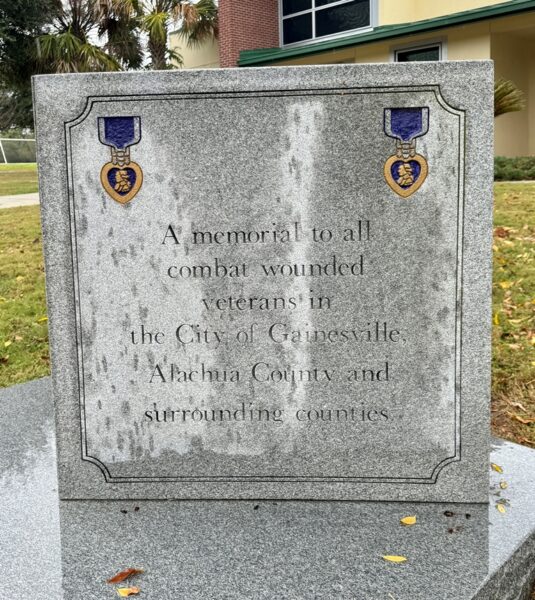 A memorial to all
combat wounded
veterans in
the City of Gainesville,
Alachua County and
surrounding counties.